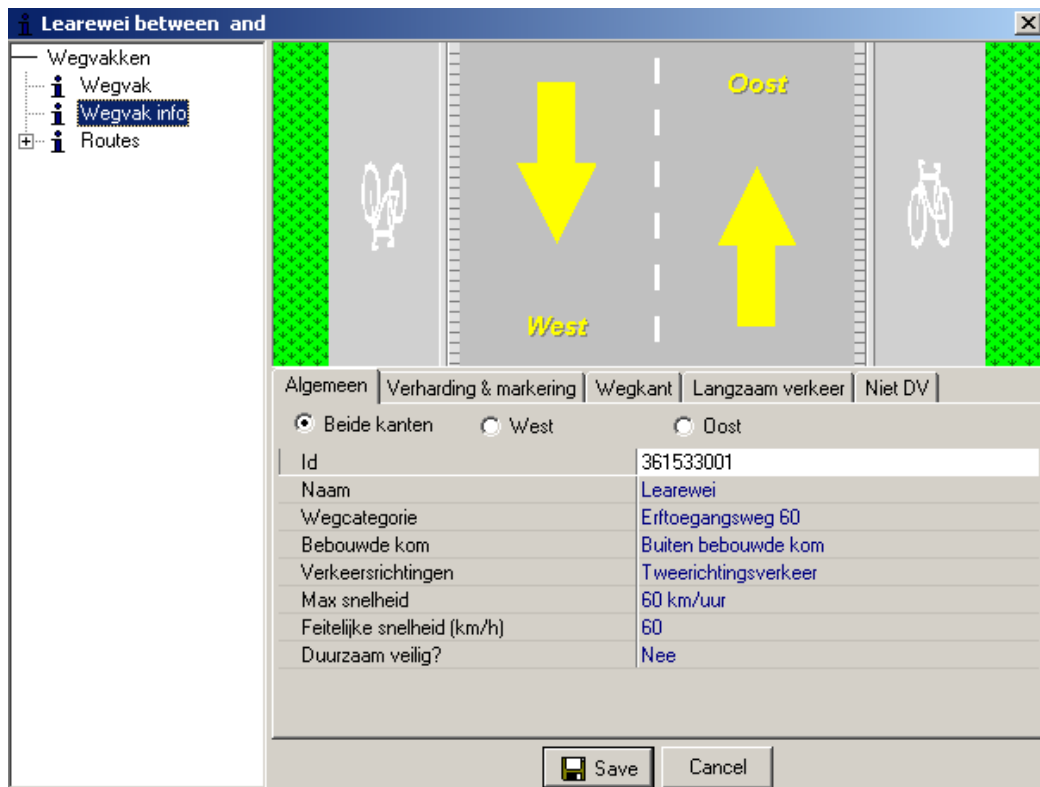 Learewei between  and
Wegvakken
Wegvak
Wegvak info
Routes
Oost
West
Algemeen
Verharding & markering
Wegkant
Langzaam verkeer
Niet DV
Beide kanten
West
Oost
Id 361533001
Naam Learewei
Wegcategorie Erftoegangsweg 60
Bebouwde kom Buiten bebouwde kom
Verkeersrichtingen Tweerichtingsverkeer
Max snelheid 60 km/uur
Feitelijke snelheid (km/h) 60
Duurzaam veilig? Nee
Save
Cancel